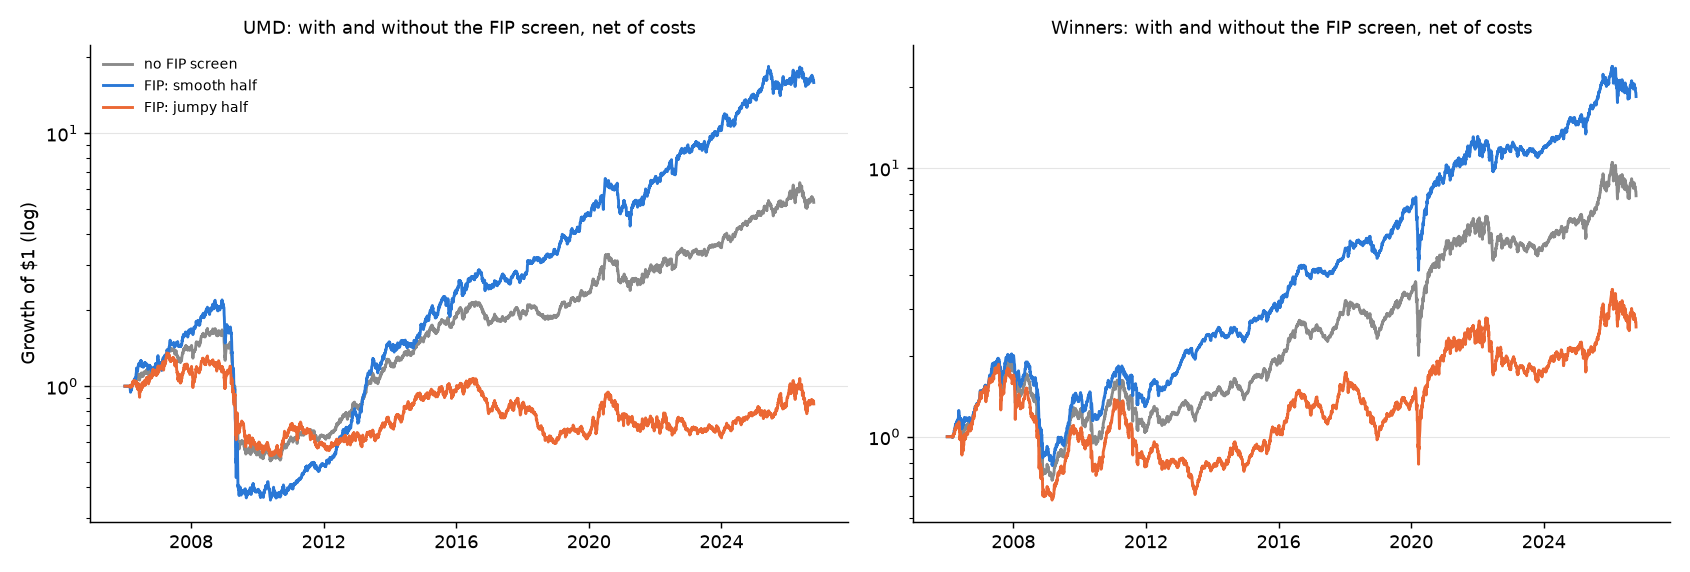 UMD: with and without the FIP screen, net of costs
no FIP screen
FIP: smooth half
FIP: jumpy half
Growth of $1 (log)
10¹
10⁰
2008 2012 2016 2020 2024
Winners: with and without the FIP screen, net of costs
10¹
10⁰
2008 2012 2016 2020 2024